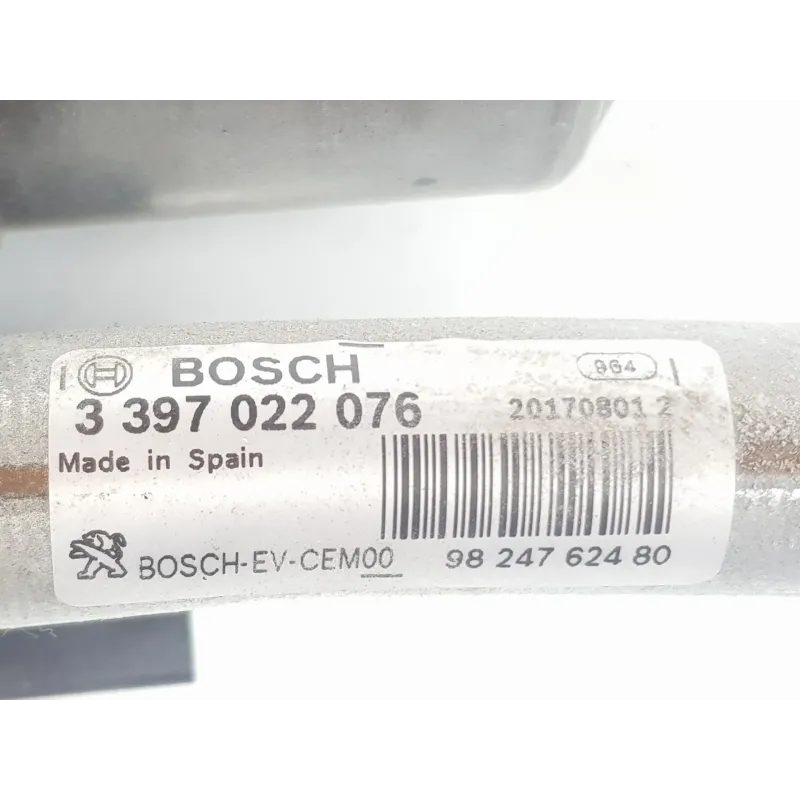 BOSCH
3 397 022 076
Made in Spain
BOSCH-EV-CEM00
964
20170801 2
98 247 624 80